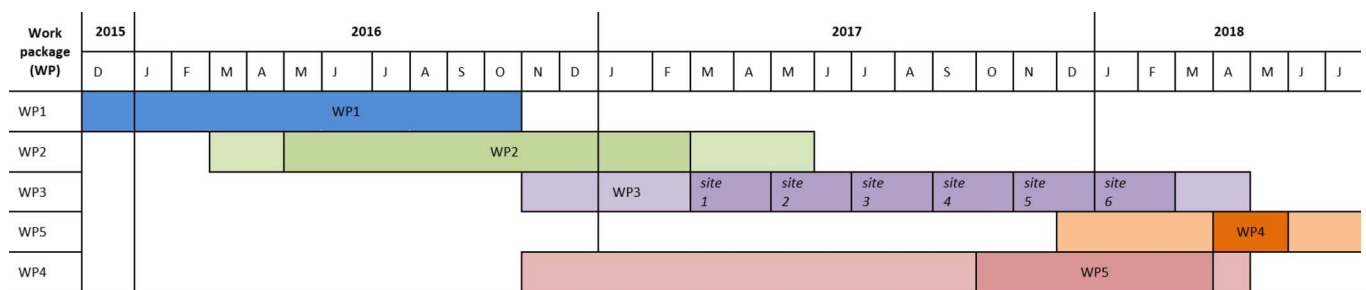 Work package (WP) 2015 2016 2017 2018
D J F M A M J J A S O N D J F M A M J J A S O N D J F M A M J J
WP1 WP1
WP2 WP2
WP3 WP3 site 1 site 2 site 3 site 4 site 5 site 6
WP5 WP4
WP4 WP5